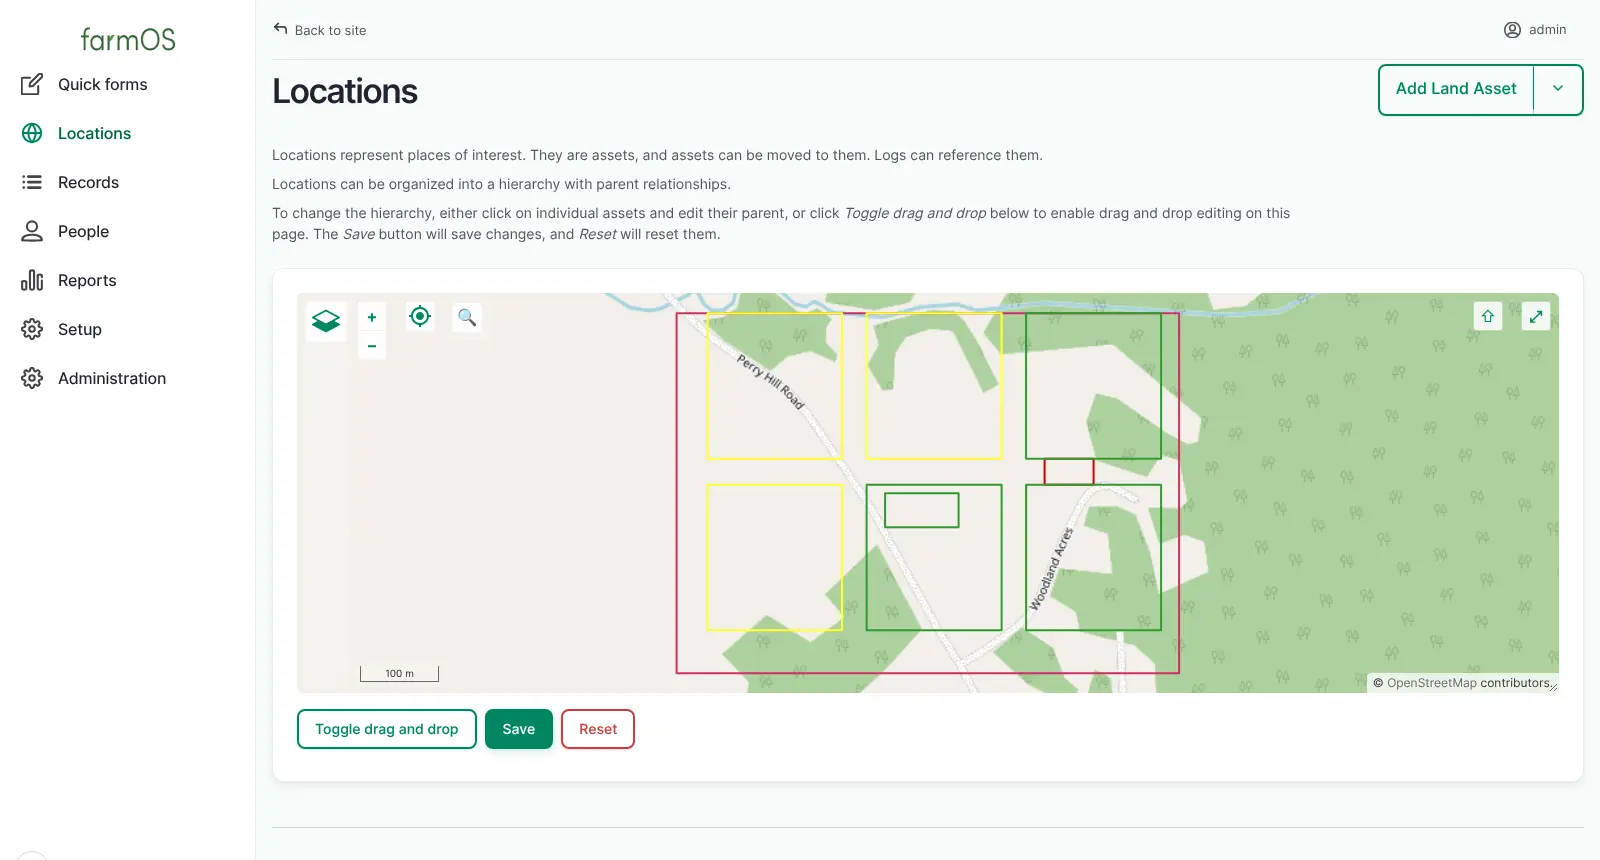 farmOS
Quick forms
Locations
Records
People
Reports
Setup
Administration
Back to site
admin
Locations
Add Land Asset
Locations represent places of interest. They are assets, and assets can be moved to them. Logs can reference them.
Locations can be organized into a hierarchy with parent relationships.
To change the hierarchy, either click on individual assets and edit their parent, or click Toggle drag and drop below to enable drag and drop editing on this
page. The Save button will save changes, and Reset will reset them.
+
−
Perry Hill Road
Woodland Acres
100 m
© OpenStreetMap contributors.
Toggle drag and drop
Save
Reset